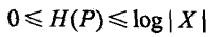 0 ⩽ H(P) ⩽ log | X |